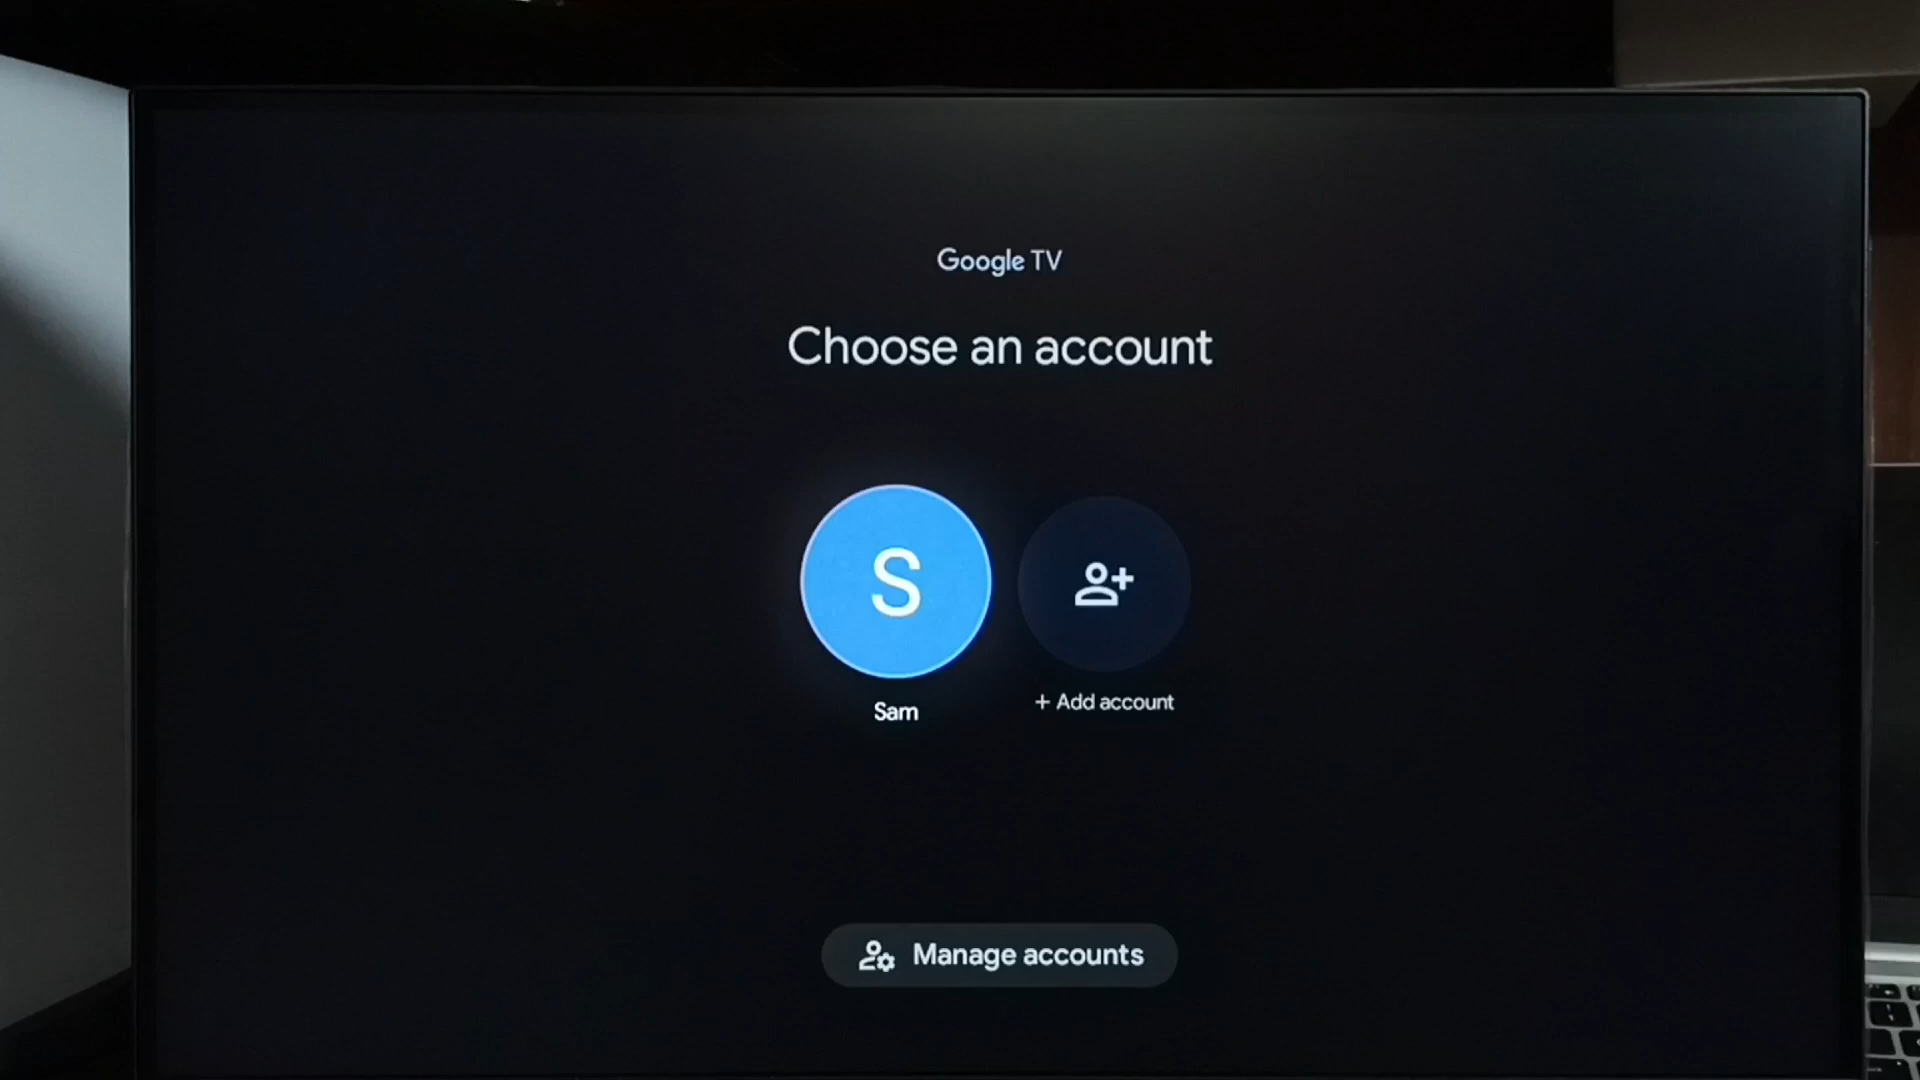 Google TV
Choose an account
S
Sam
+ Add account
Manage accounts